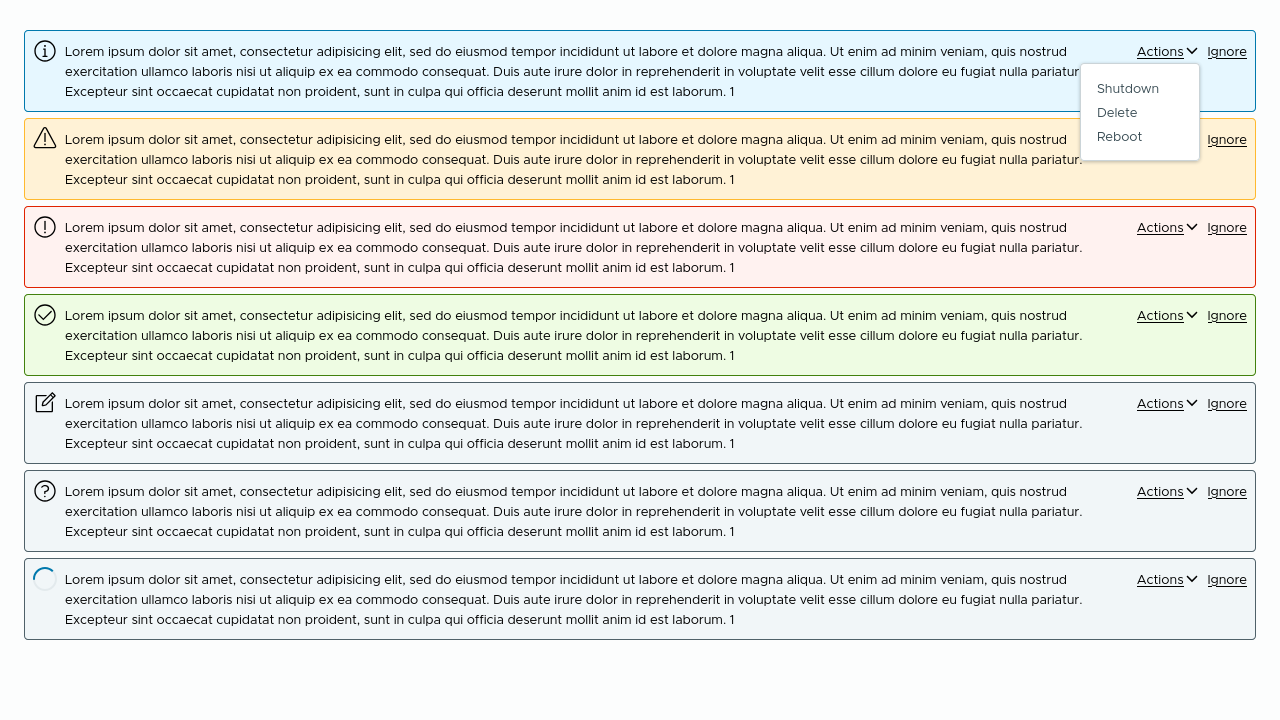 Lorem ipsum dolor sit amet, consectetur adipisicing elit, sed do eiusmod tempor incididunt ut labore et dolore magna aliqua. Ut enim ad minim veniam, quis nostrud
exercitation ullamco laboris nisi ut aliquip ex ea commodo consequat. Duis aute irure dolor in reprehenderit in voluptate velit esse cillum dolore eu fugiat nulla pariatur
Excepteur sint occaecat cupidatat non proident, sunt in culpa qui officia deserunt mollit anim id est laborum. 1
Actions Ignore
Shutdown
Delete
Reboot
Lorem ipsum dolor sit amet, consectetur adipisicing elit, sed do eiusmod tempor incididunt ut labore et dolore magna aliqua. Ut enim ad minim veniam, quis nostrud
exercitation ullamco laboris nisi ut aliquip ex ea commodo consequat. Duis aute irure dolor in reprehenderit in voluptate velit esse cillum dolore eu fugiat nulla pariatur.
Excepteur sint occaecat cupidatat non proident, sunt in culpa qui officia deserunt mollit anim id est laborum. 1
Ignore
Lorem ipsum dolor sit amet, consectetur adipisicing elit, sed do eiusmod tempor incididunt ut labore et dolore magna aliqua. Ut enim ad minim veniam, quis nostrud
exercitation ullamco laboris nisi ut aliquip ex ea commodo consequat. Duis aute irure dolor in reprehenderit in voluptate velit esse cillum dolore eu fugiat nulla pariatur.
Excepteur sint occaecat cupidatat non proident, sunt in culpa qui officia deserunt mollit anim id est laborum. 1
Actions Ignore
Lorem ipsum dolor sit amet, consectetur adipisicing elit, sed do eiusmod tempor incididunt ut labore et dolore magna aliqua. Ut enim ad minim veniam, quis nostrud
exercitation ullamco laboris nisi ut aliquip ex ea commodo consequat. Duis aute irure dolor in reprehenderit in voluptate velit esse cillum dolore eu fugiat nulla pariatur.
Excepteur sint occaecat cupidatat non proident, sunt in culpa qui officia deserunt mollit anim id est laborum. 1
Actions Ignore
Lorem ipsum dolor sit amet, consectetur adipisicing elit, sed do eiusmod tempor incididunt ut labore et dolore magna aliqua. Ut enim ad minim veniam, quis nostrud
exercitation ullamco laboris nisi ut aliquip ex ea commodo consequat. Duis aute irure dolor in reprehenderit in voluptate velit esse cillum dolore eu fugiat nulla pariatur.
Excepteur sint occaecat cupidatat non proident, sunt in culpa qui officia deserunt mollit anim id est laborum. 1
Actions Ignore
Lorem ipsum dolor sit amet, consectetur adipisicing elit, sed do eiusmod tempor incididunt ut labore et dolore magna aliqua. Ut enim ad minim veniam, quis nostrud
exercitation ullamco laboris nisi ut aliquip ex ea commodo consequat. Duis aute irure dolor in reprehenderit in voluptate velit esse cillum dolore eu fugiat nulla pariatur.
Excepteur sint occaecat cupidatat non proident, sunt in culpa qui officia deserunt mollit anim id est laborum. 1
Actions Ignore
Lorem ipsum dolor sit amet, consectetur adipisicing elit, sed do eiusmod tempor incididunt ut labore et dolore magna aliqua. Ut enim ad minim veniam, quis nostrud
exercitation ullamco laboris nisi ut aliquip ex ea commodo consequat. Duis aute irure dolor in reprehenderit in voluptate velit esse cillum dolore eu fugiat nulla pariatur.
Excepteur sint occaecat cupidatat non proident, sunt in culpa qui officia deserunt mollit anim id est laborum. 1
Actions Ignore